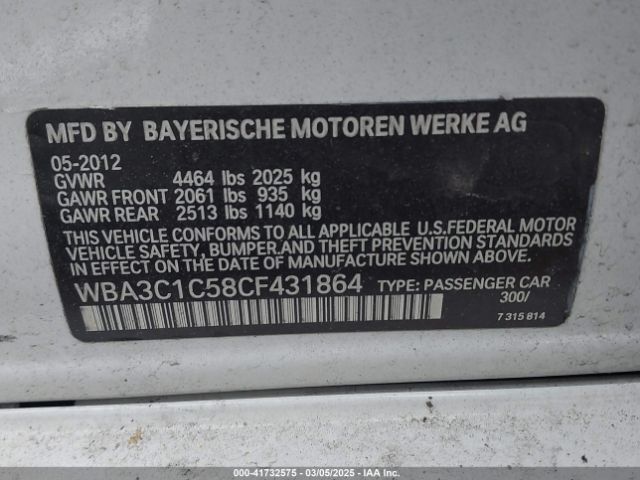 MFD BY BAYERISCHE MOTOREN WERKE AG
05-2012
GVWR 4464 lbs 2025 kg
GAWR FRONT 2061 lbs 935 kg
GAWR REAR 2513 lbs 1140 kg
THIS VEHICLE CONFORMS TO ALL APPLICABLE U.S.FEDERAL MOTOR
VEHICLE SAFETY, BUMPER,AND THEFT PREVENTION STANDARDS
IN EFFECT ON THE DATE OF MANUFACTURE SHOWN ABOVE.
WBA3C1C58CF431864 TYPE: PASSENGER CAR
300/
7 315 814
000-41732575 - 03/05/2025 - IAAI.COM